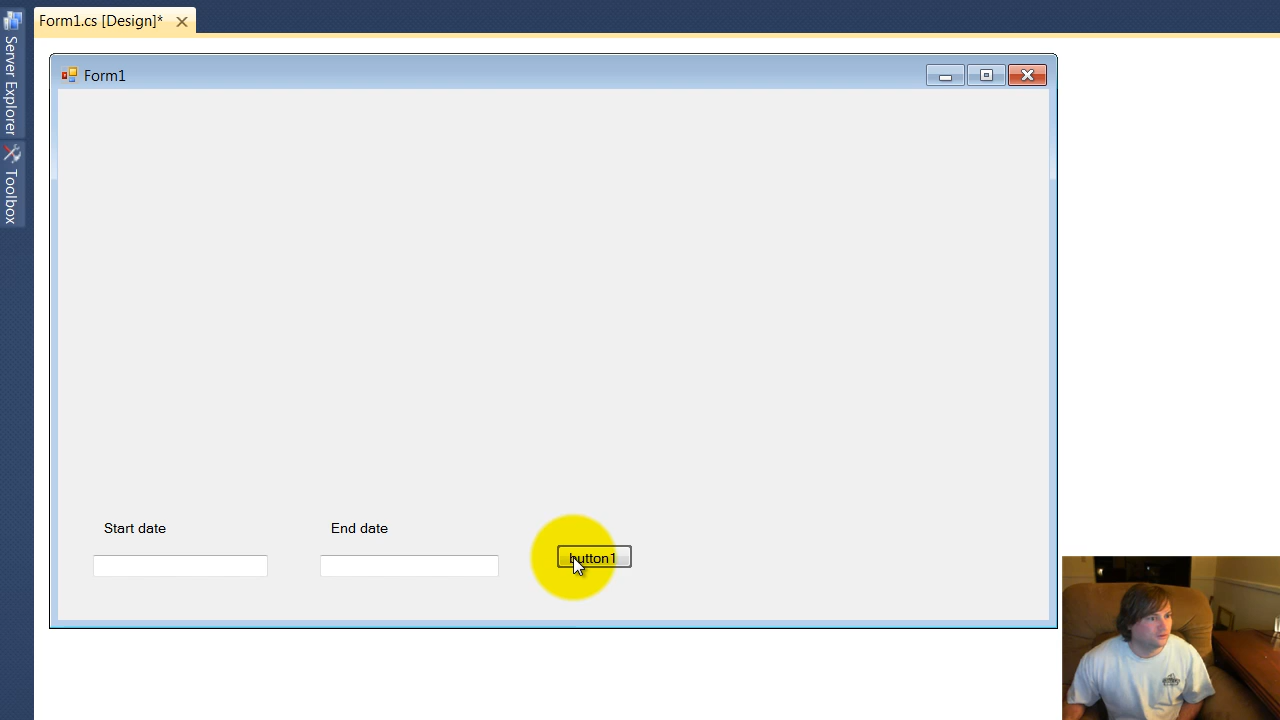 Form1.cs [Design]*
Server Explorer
Toolbox
Form1
Start date
End date
button1